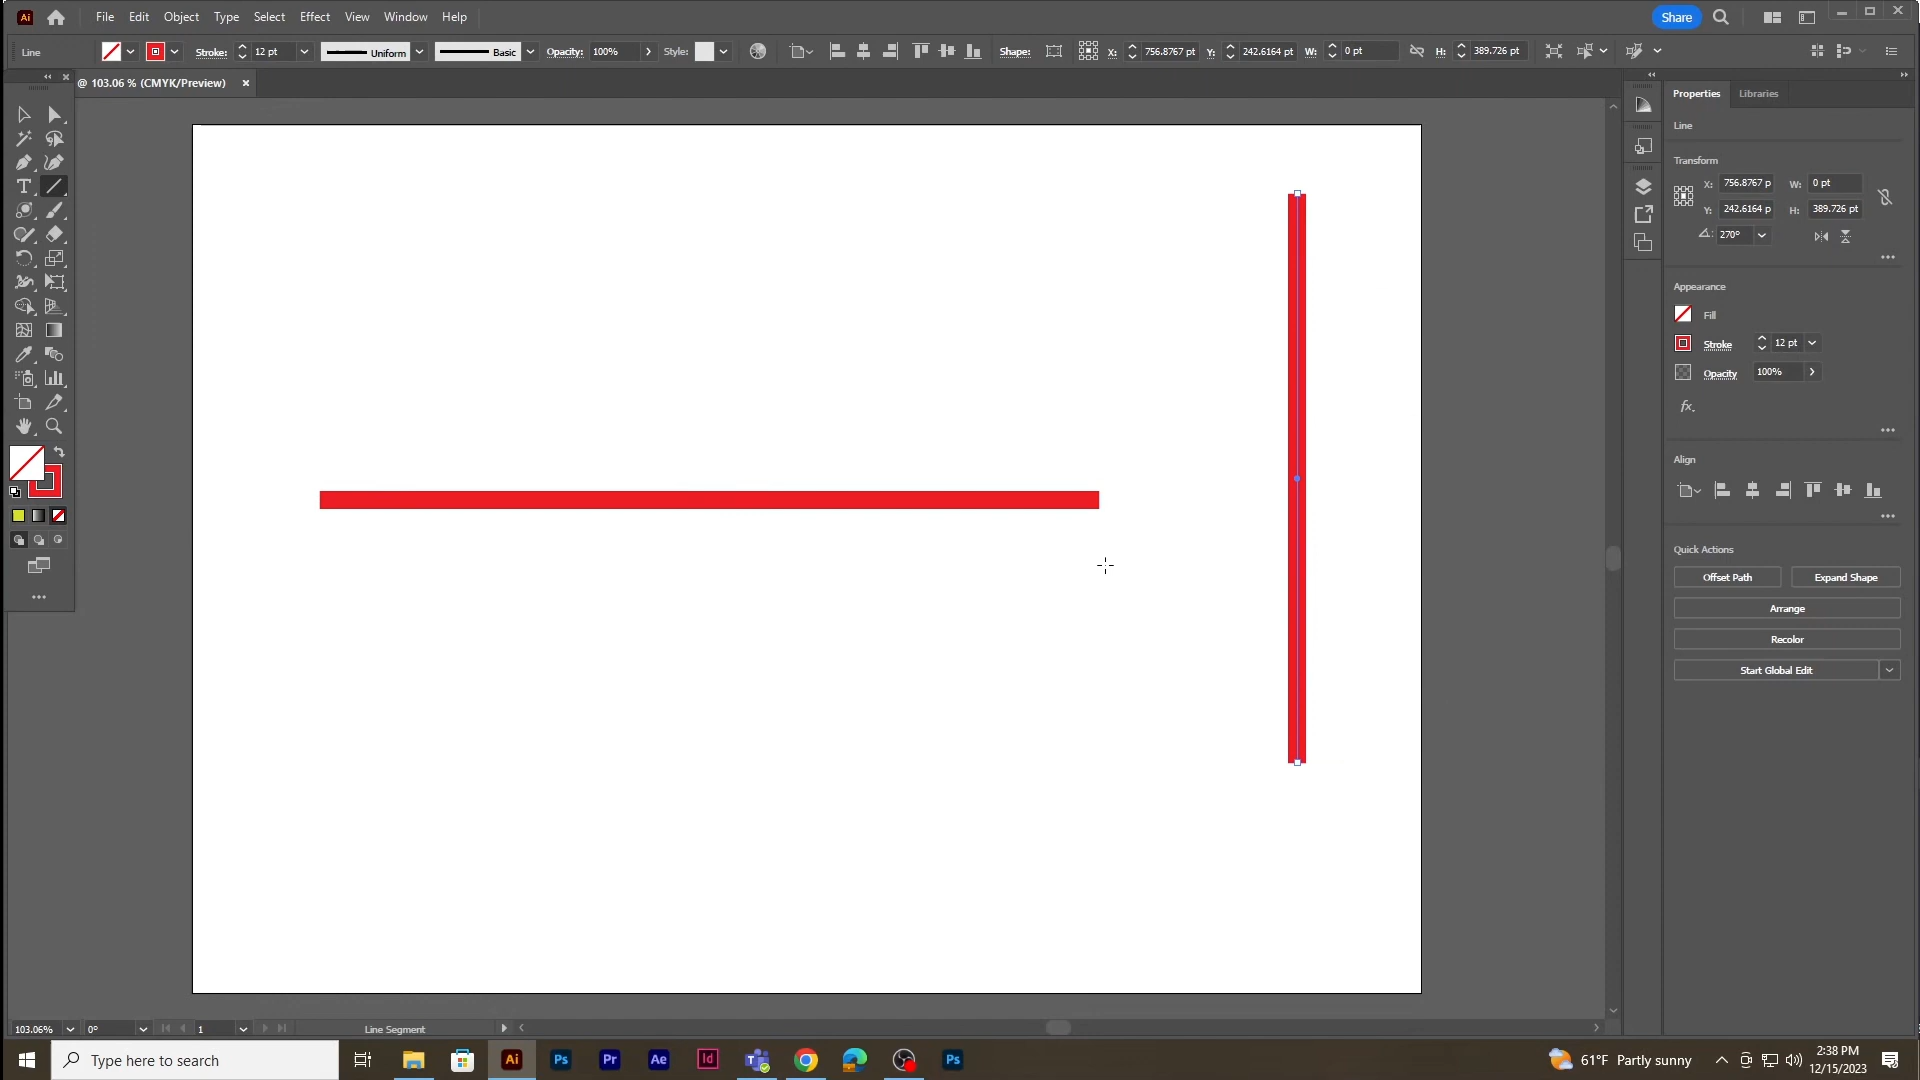 Ai File Edit Object Type Select Effect View Window Help Share
Line Stroke: 12 pt Uniform Basic Opacity: 100% Style: Shape: X: 756.8767 pt Y: 242.6164 pt W: 0 pt H: 389.726 pt
@ 103.06 % (CMYK/Preview)
Properties Libraries
Line
Transform
X: 756.8767 p W: 0 pt
Y: 242.6164 p H: 389.726 pt
270°
Appearance
Fill
Stroke 12 pt
Opacity 100%
fx
Align
Quick Actions
Offset Path Expand Shape
Arrange
Recolor
Start Global Edit
103.06% 0° 1 Line Segment
Type here to search Ai Ps Pr Ae Id Ps 61°F Partly sunny 2:38 PM
12/15/2023